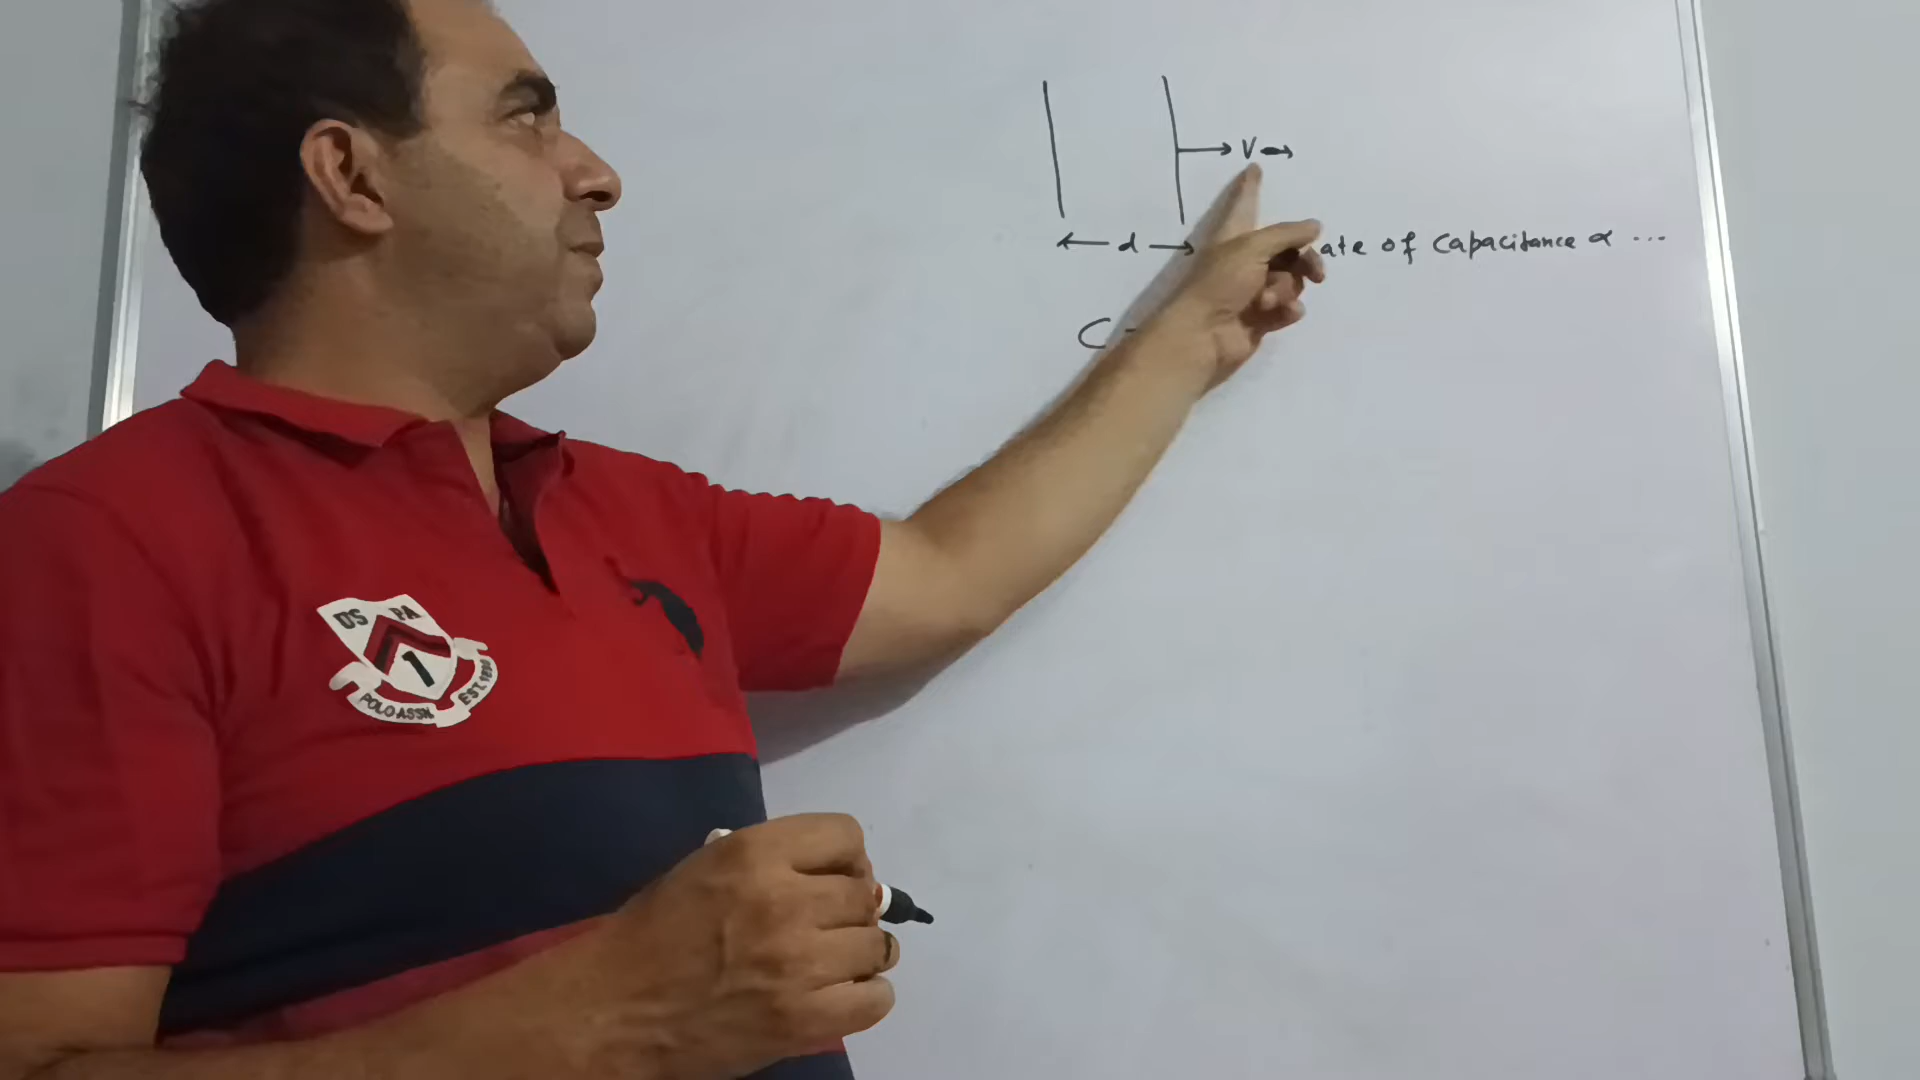 V
d
ate of capacitance ∝ ...
C
US PA
1
POLO ASSN.
EST. 1890